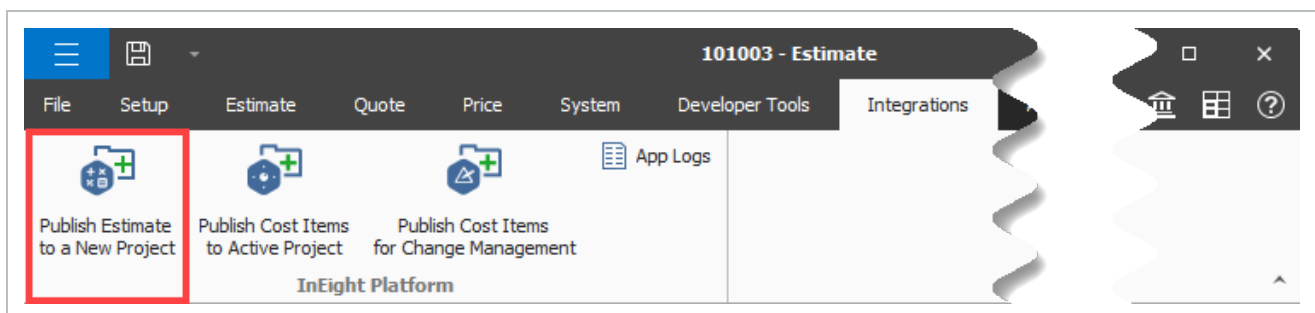 101003 - Estimate
File Setup Estimate Quote Price System Developer Tools Integrations
App Logs
Publish Estimate to a New Project
Publish Cost Items to Active Project
Publish Cost Items for Change Management
InEight Platform